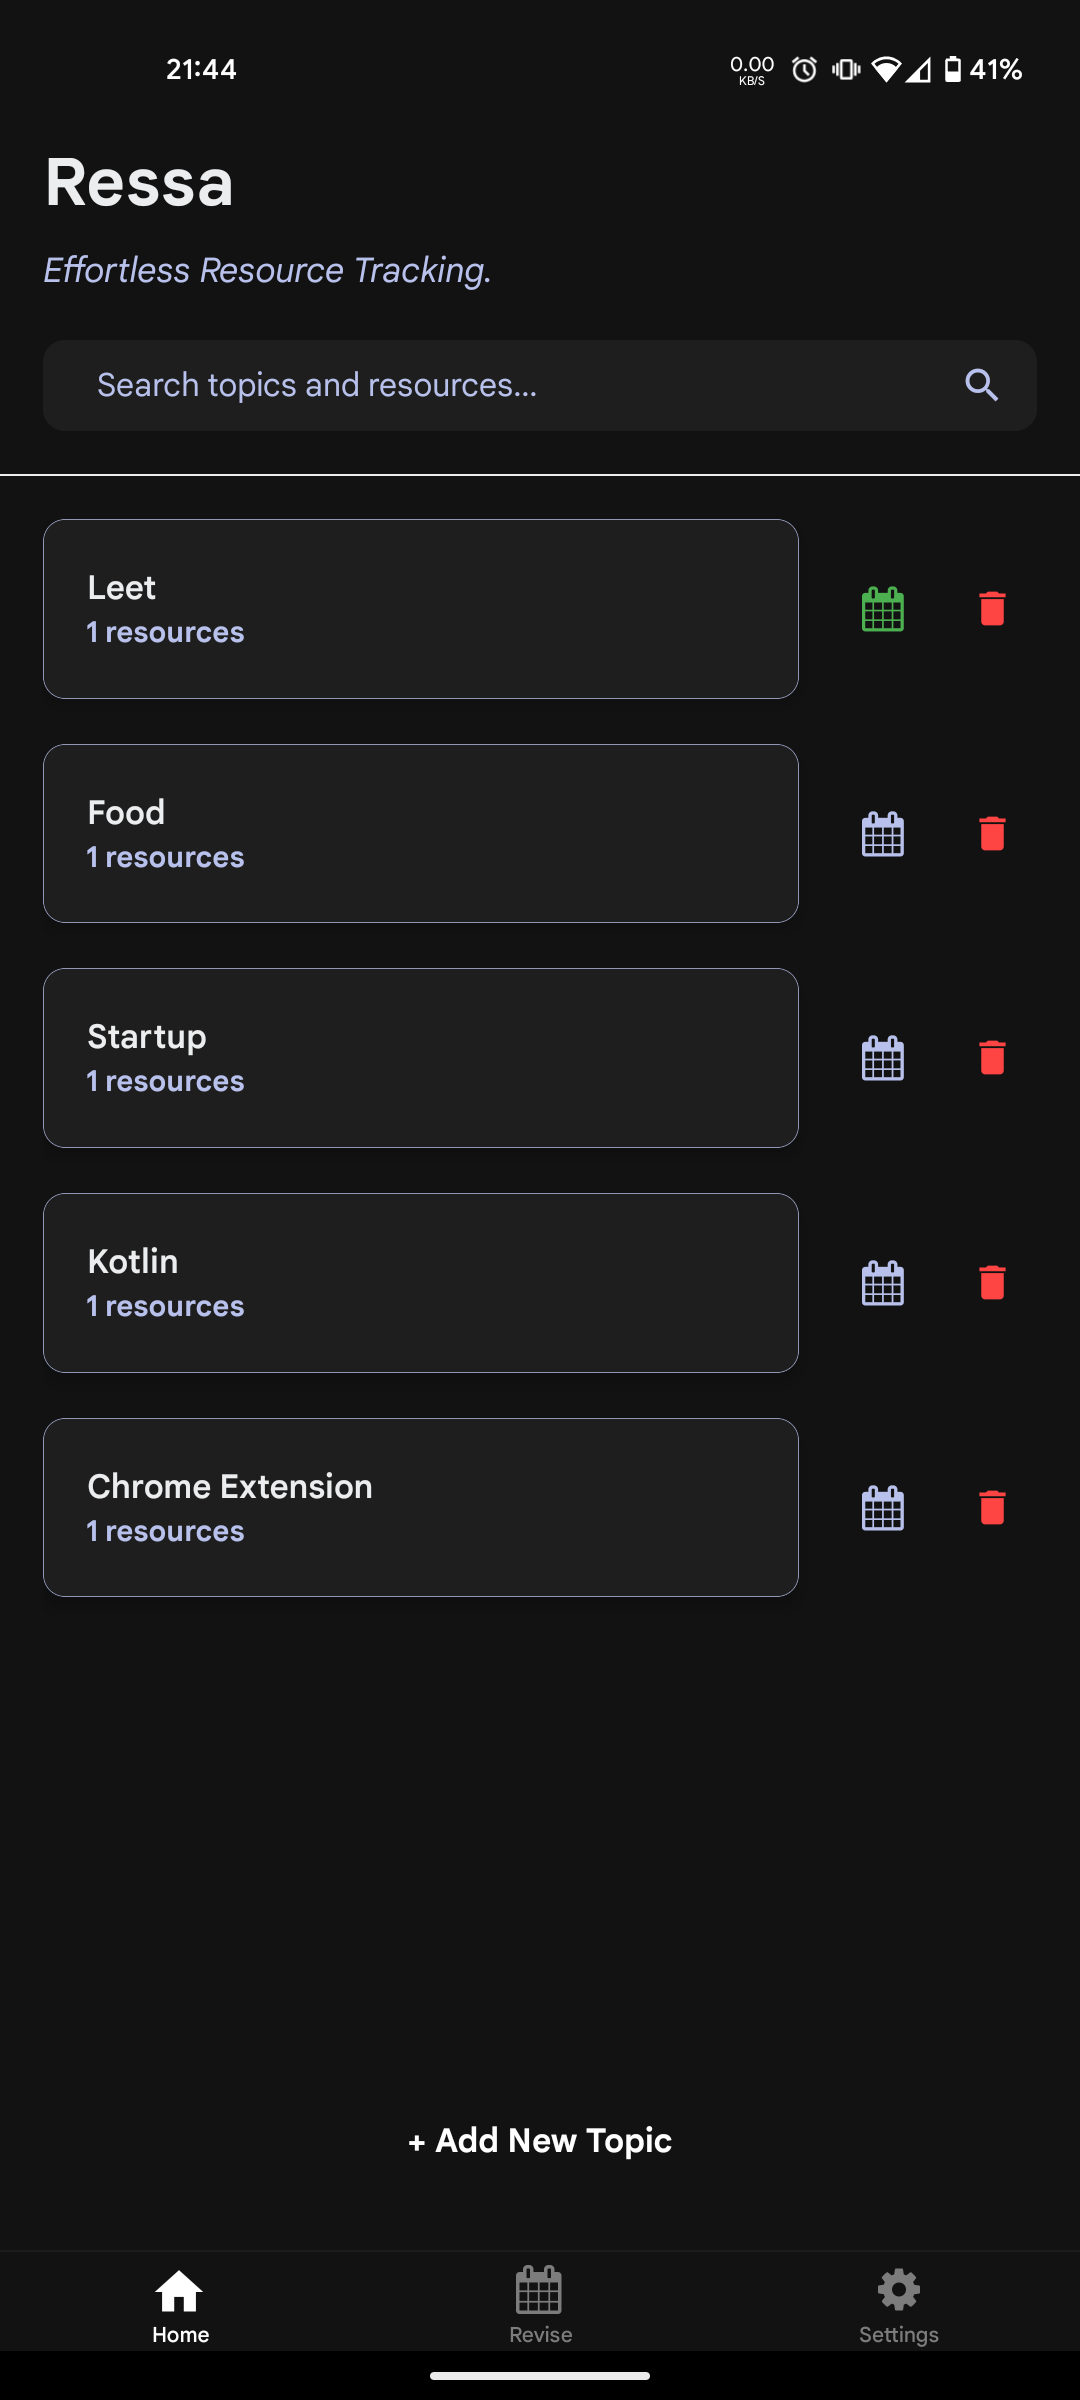 21:44
0.00
KB/S
41%
Ressa
Effortless Resource Tracking.
Search topics and resources...
Leet
1 resources
Food
1 resources
Startup
1 resources
Kotlin
1 resources
Chrome Extension
1 resources
+ Add New Topic
Home
Revise
Settings